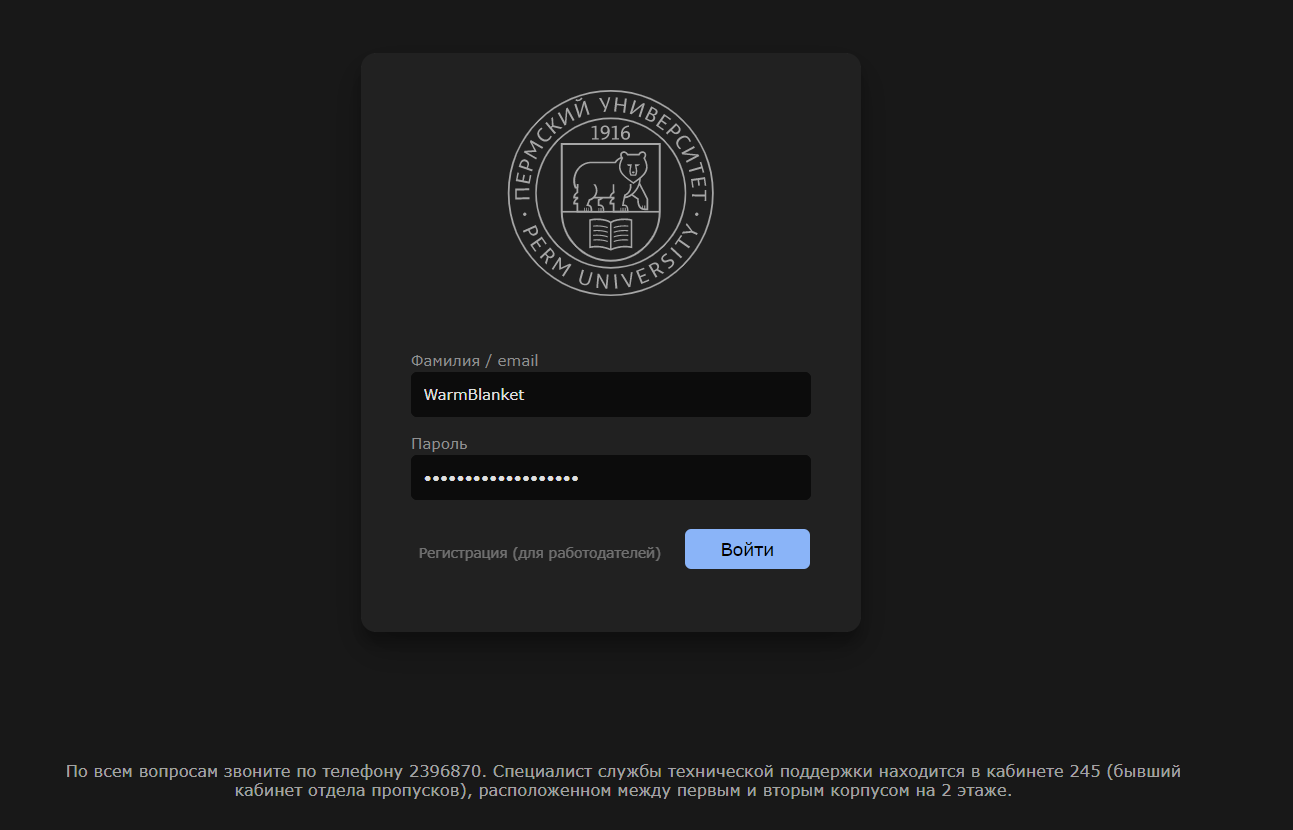 ПЕРМСКИЙ УНИВЕРСИТЕТ
1916
PERM UNIVERSITY
Фамилия / email
WarmBlanket
Пароль
•••••••••••••••••••
Регистрация (для работодателей)
Войти
По всем вопросам звоните по телефону 2396870. Специалист службы технической поддержки находится в кабинете 245 (бывший
кабинет отдела пропусков), расположенном между первым и вторым корпусом на 2 этаже.